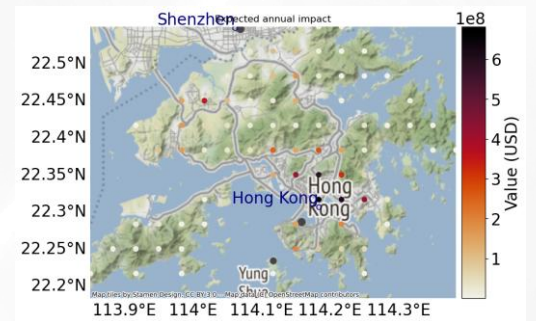 Shenzhen
Expected annual impact
1e8
22.5°N
22.45°N
22.4°N
22.35°N
22.3°N
22.25°N
22.2°N
6
5
4
3
2
1
Value (USD)
Hong Kong
Hong
Kong
Yung
Map tiles by Stamen Design, CC BY 3.0 -- Map data (C) OpenStreetMap contributors
113.9°E 114°E 114.1°E 114.2°E 114.3°E